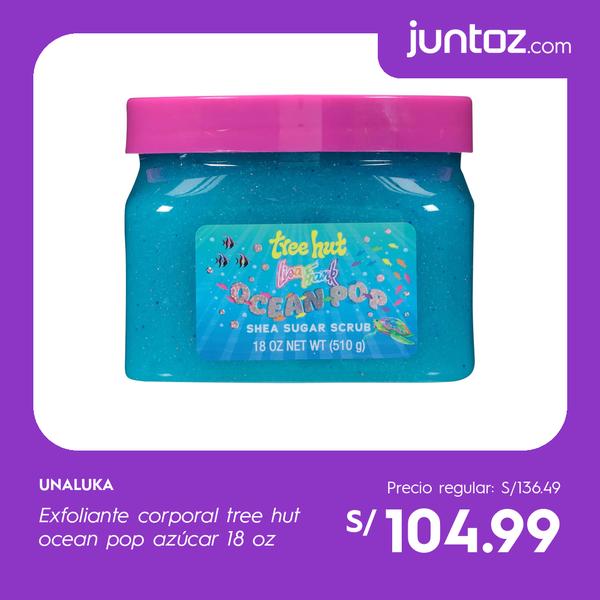 juntoz.com
tree hut
Lisa Frank
OCEAN POP
SHEA SUGAR SCRUB
18 OZ NET WT (510 g)
UNALUKA
Exfoliante corporal tree hut
ocean pop azúcar 18 oz
Precio regular: S/136.49
S/104.99